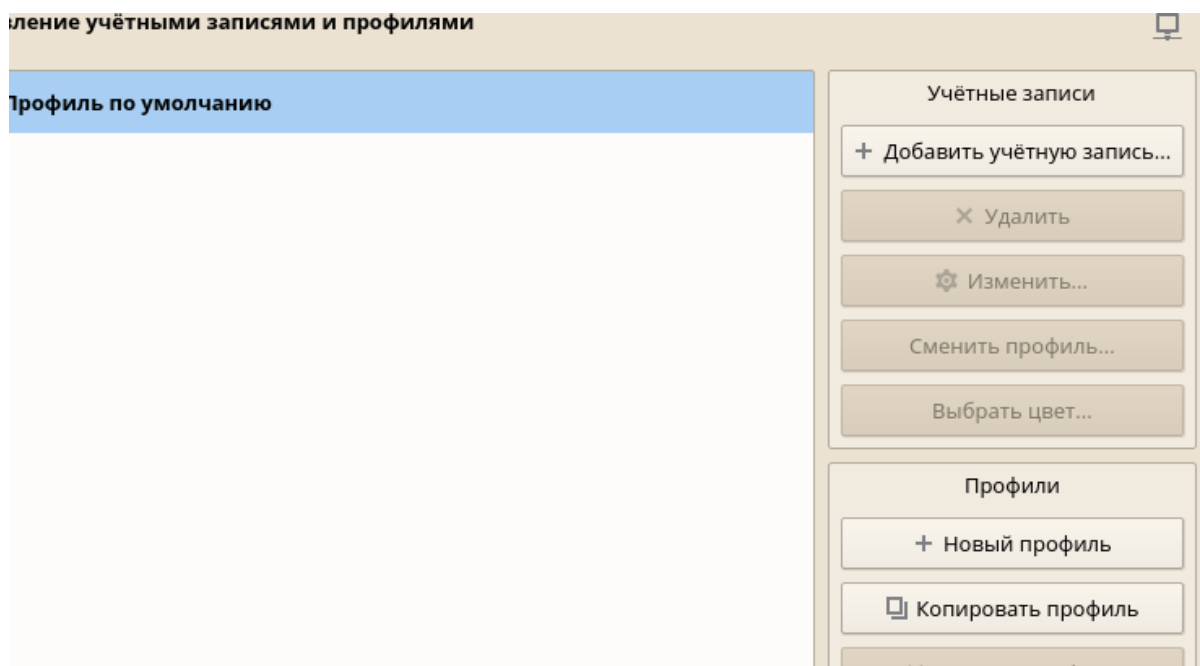 вление учётными записями и профилями
Профиль по умолчанию
Учётные записи
+ Добавить учётную запись...
Удалить
Изменить...
Сменить профиль...
Выбрать цвет...
Профили
+ Новый профиль
Копировать профиль